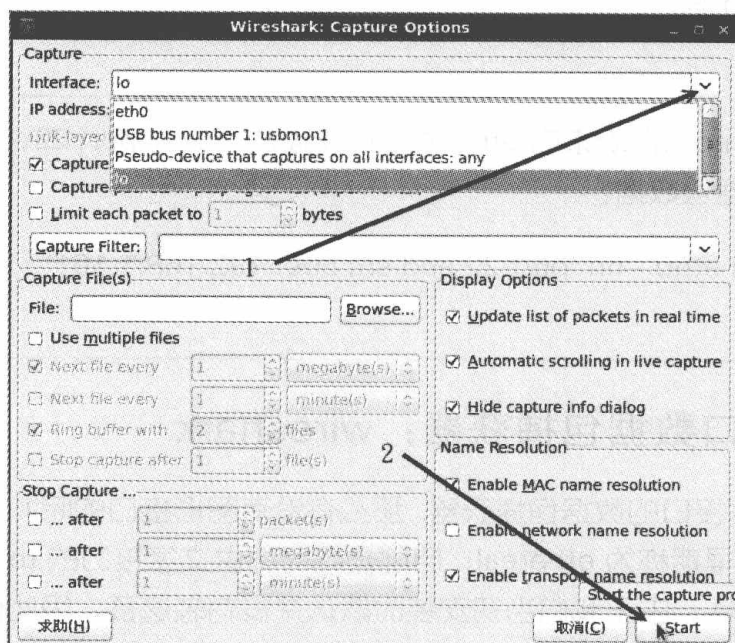 Wireshark: Capture Options
Capture
Interface: lo
IP address:
eth0
USB bus number 1: usbmon1
Pseudo-device that captures on all interfaces: any
lo
Link-layer
Capture
Capture
Limit each packet to 1 bytes
Capture Filter:
1
Capture File(s)
File: Browse...
Use multiple files
Next file every 1 megabyte(s)
Next file every 1 minute(s)
Ring buffer with 2 files
Stop capture after 1 file(s)
Stop Capture ...
... after 1 packet(s)
... after 1 megabyte(s)
... after 1 minute(s)
Display Options
Update list of packets in real time
Automatic scrolling in live capture
Hide capture info dialog
Name Resolution
2
Enable MAC name resolution
Enable network name resolution
Enable transport name resolution
Start the capture pro
求助(H)
取消(C)
Start